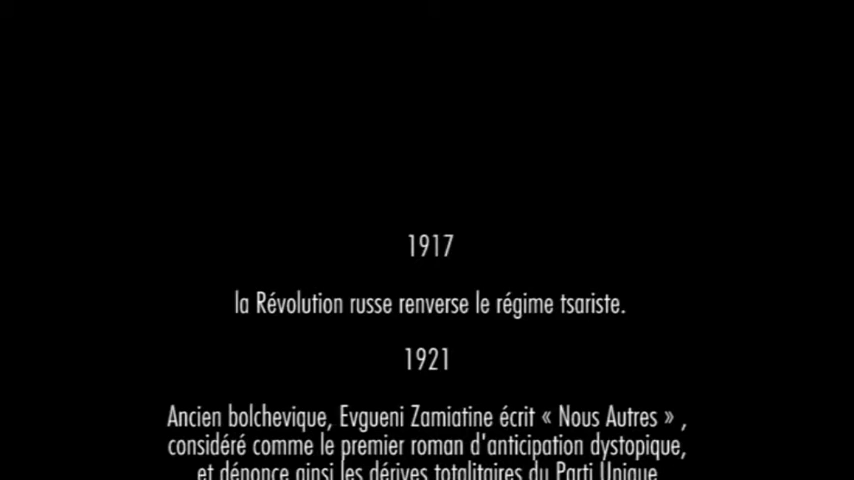 1917
la Révolution russe renverse le régime tsariste.
1921
Ancien bolchevique, Evgueni Zamiatine écrit « Nous Autres » ,
considéré comme le premier roman d'anticipation dystopique,
et dénonce ainsi les dérives totalitaires du Parti Unique